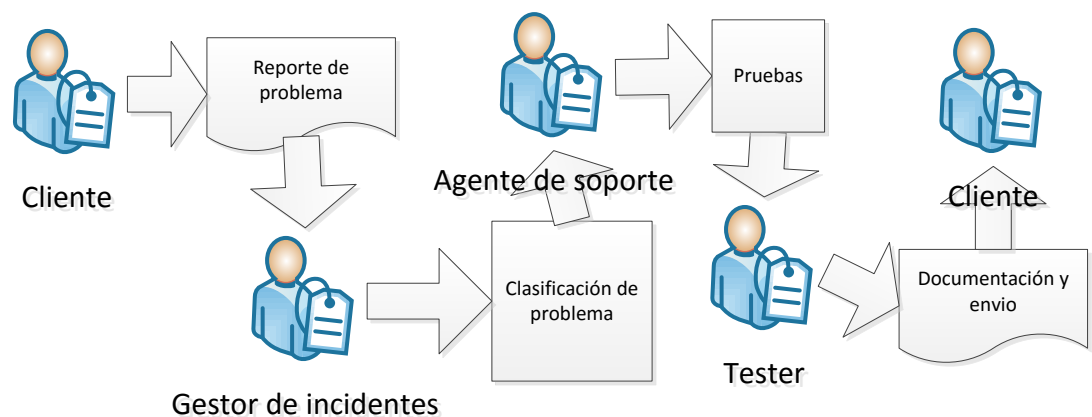 Cliente
Reporte de
problema
Gestor de incidentes
Clasificación de
problema
Agente de soporte
Pruebas
Tester
Documentación y
envio
Cliente